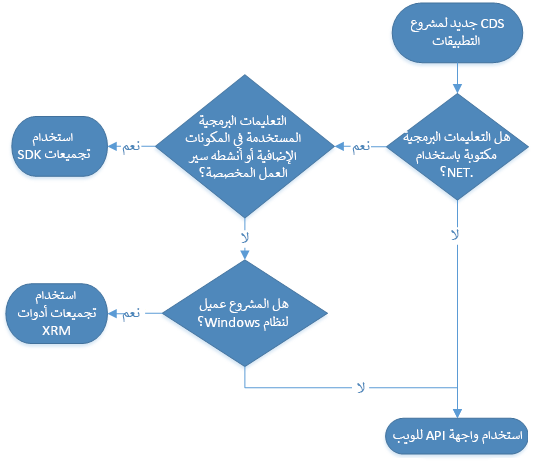 CDS جديد لمشروع
التطبيقات
هل التعليمات البرمجية
مكتوبة باستخدام
.NET؟
نعم
التعليمات البرمجية
المستخدمة في المكونات
الإضافية أو أنشطه سير
العمل المخصصة؟
نعم
استخدام
تجميعات SDK
لا
لا
هل المشروع عميل
لنظام Windows؟
نعم
استخدام
تجميعات أدوات
XRM
لا
استخدام واجهة API للويب